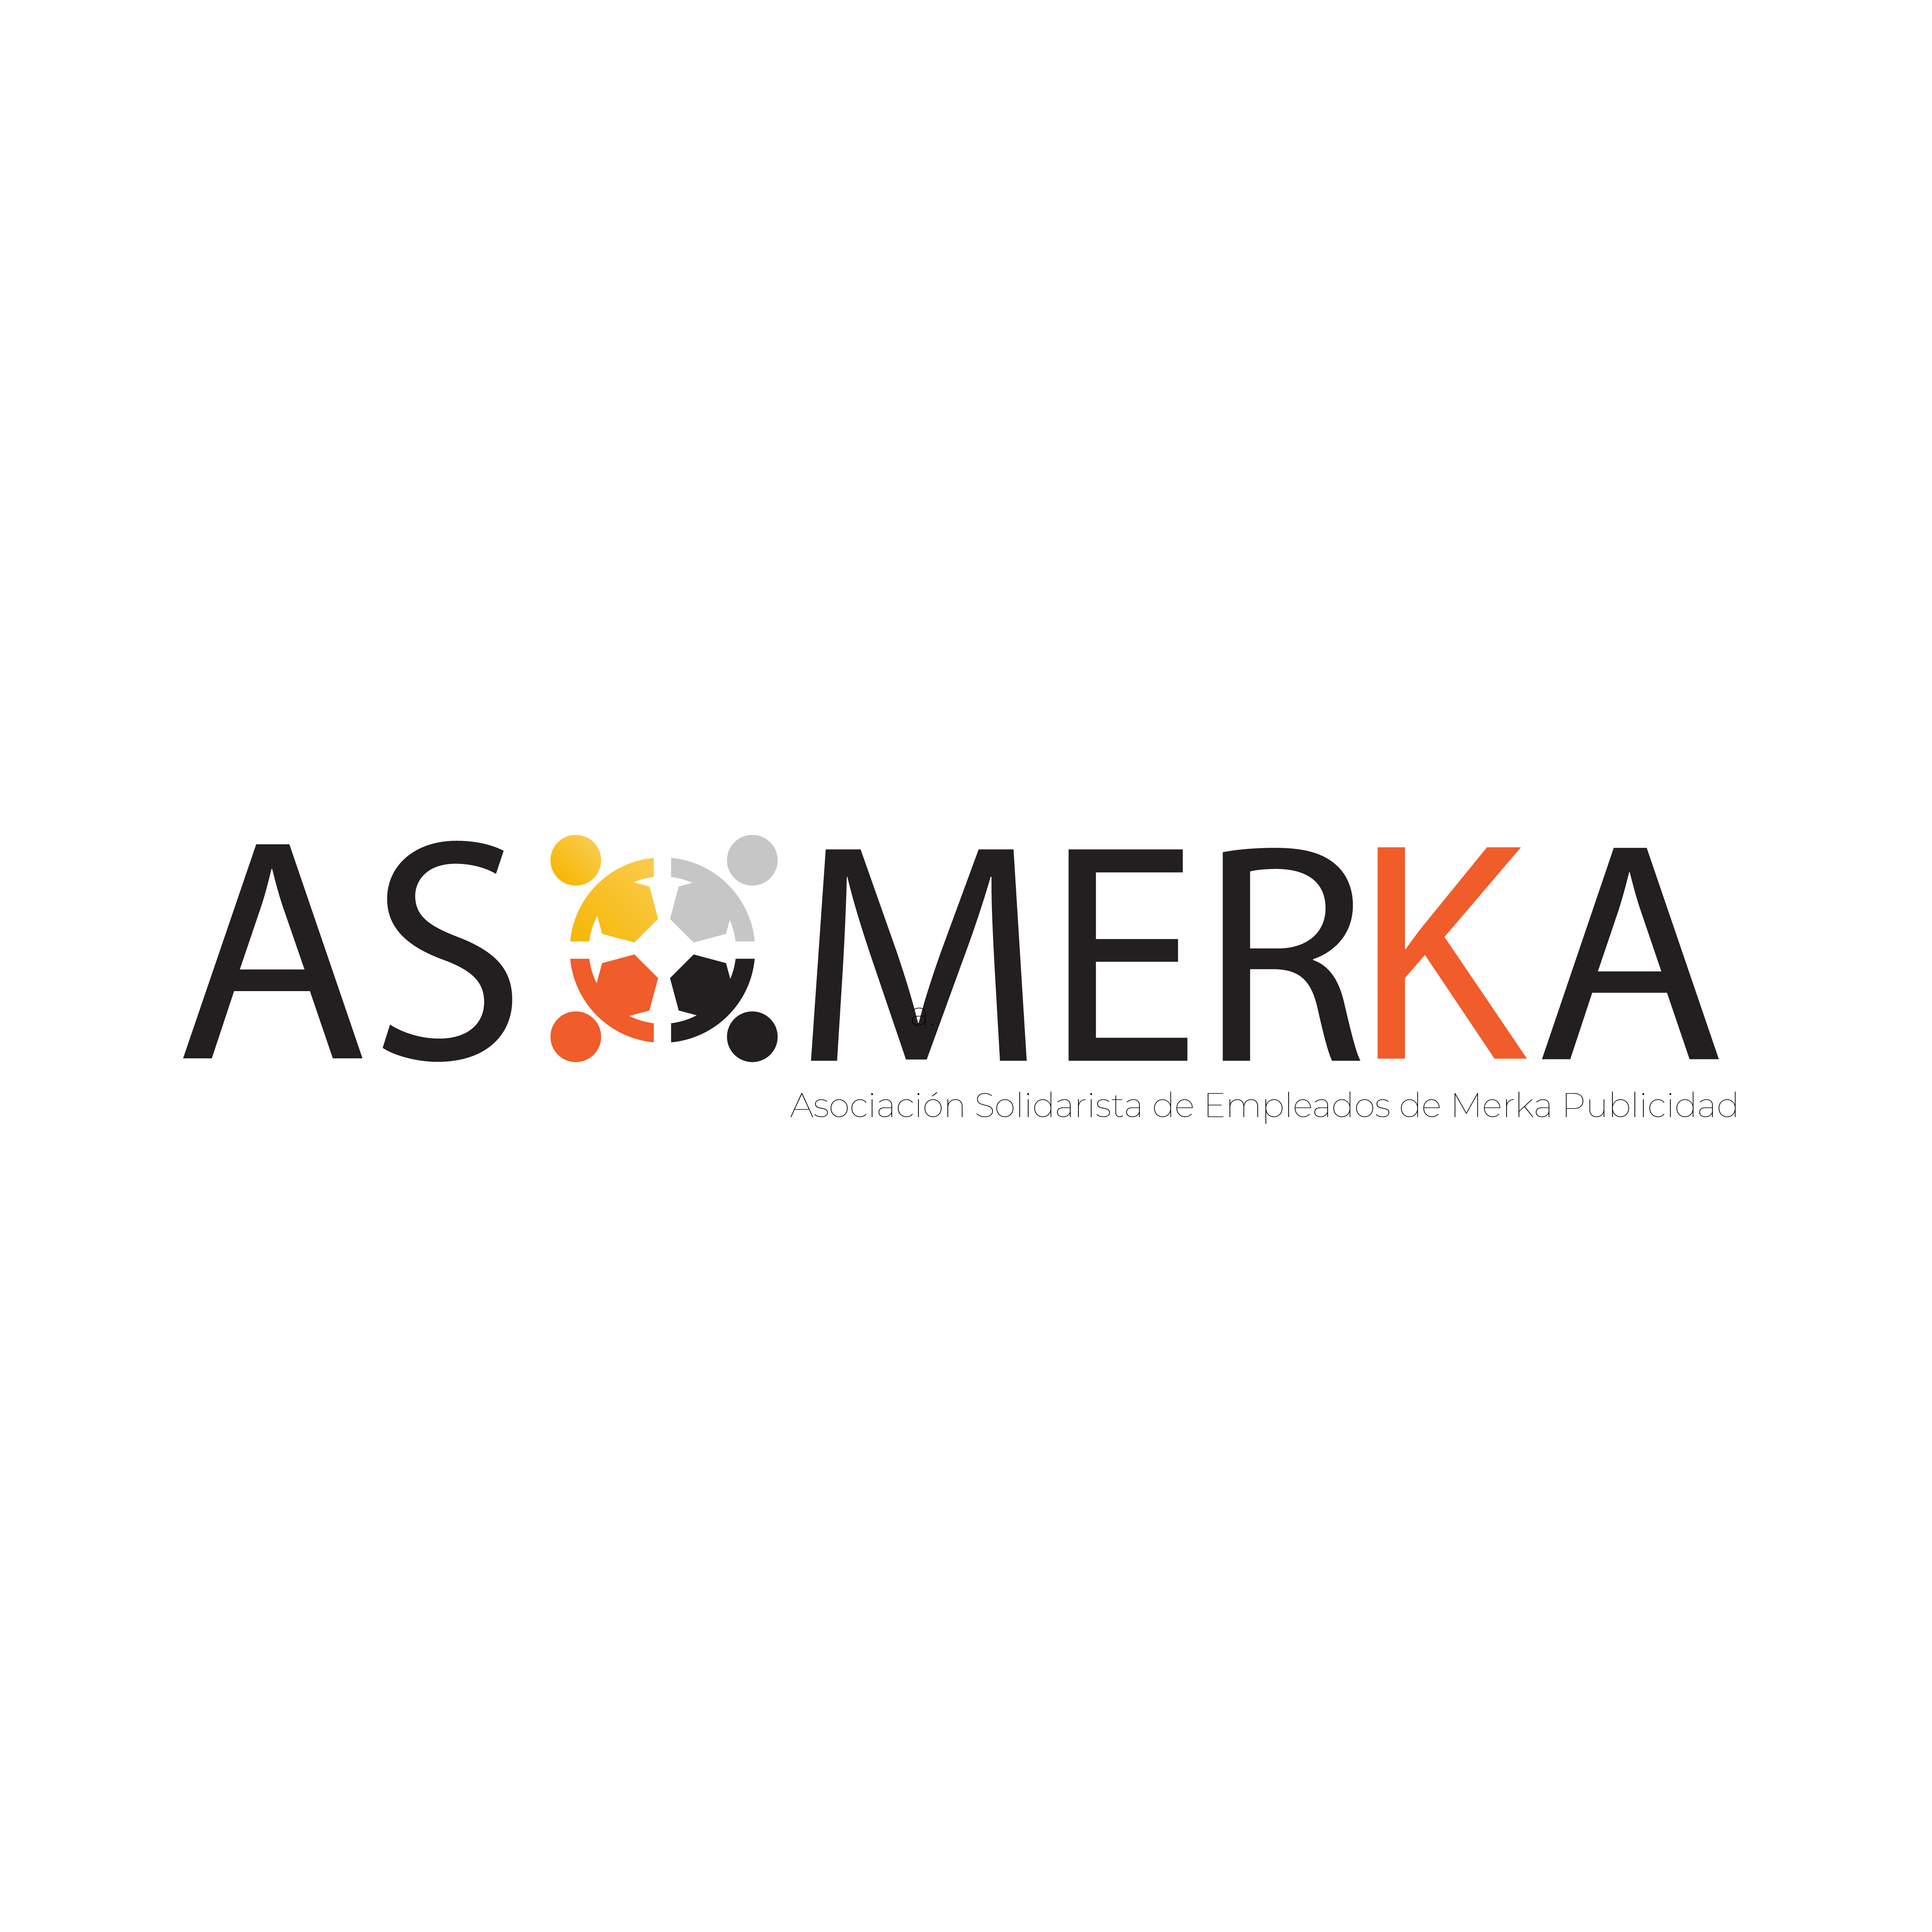 ASOMERKA
Asociación Solidarista de Empleados de Merka Publicidad